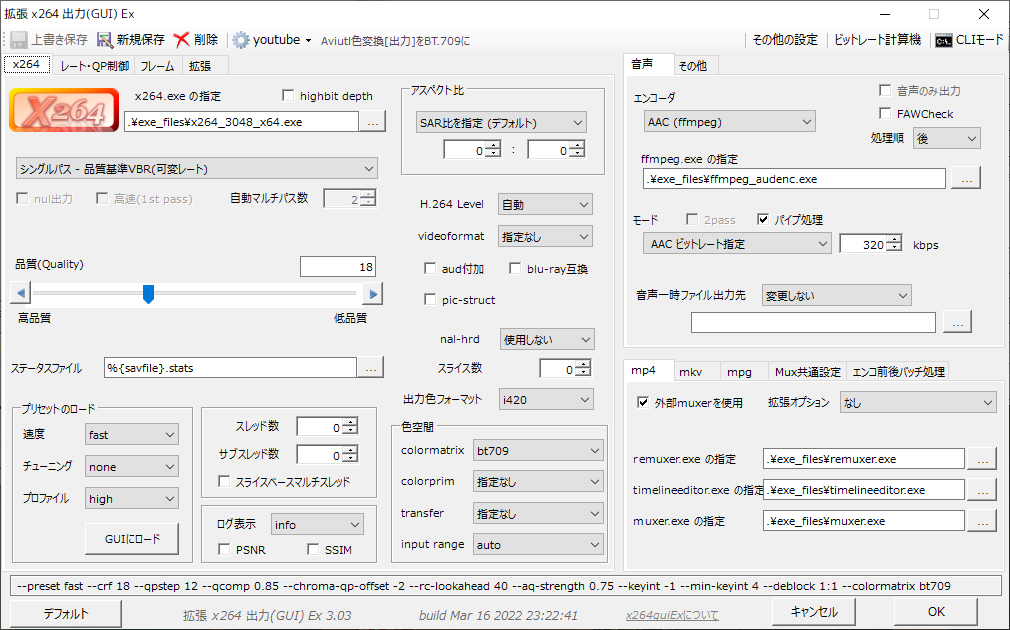 拡張 x264 出力(GUI) Ex
上書き保存 新規保存 削除 youtube Aviutl色変換[出力]をBT.709に その他の設定 ビットレート計算機 CLIモード
x264 レート・QP制御 フレーム 拡張
X264
x264.exe の指定 highbit depth
.¥exe_files¥x264_3048_x64.exe ...
シングルパス - 品質基準VBR(可変レート)
nul出力 高速(1st pass) 自動マルチパス数 2
品質(Quality) 18
高品質 低品質
ステータスファイル %{savfile}.stats ...
プリセットのロード
速度 fast
チューニング none
プロファイル high
GUIにロード
スレッド数 0
サブスレッド数 0
スライスベースマルチスレッド
ログ表示 info
PSNR SSIM
アスペクト比
SAR比を指定 (デフォルト)
0 : 0
H.264 Level 自動
videoformat 指定なし
aud付加 blu-ray互換
pic-struct
nal-hrd 使用しない
スライス数 0
出力色フォーマット i420
色空間
colormatrix bt709
colorprim 指定なし
transfer 指定なし
input range auto
音声 その他
エンコーダ 音声のみ出力
AAC (ffmpeg) FAWCheck
処理順 後
ffmpeg.exe の指定
.¥exe_files¥ffmpeg_audenc.exe ...
モード 2pass パイプ処理
AAC ビットレート指定 320 kbps
音声一時ファイル出力先 変更しない
...
mp4 mkv mpg Mux共通設定 エンコ前後バッチ処理
外部muxerを使用 拡張オプション なし
remuxer.exe の指定 .¥exe_files¥remuxer.exe ...
timelineeditor.exe の指定 .¥exe_files¥timelineeditor.exe ...
muxer.exe の指定 .¥exe_files¥muxer.exe ...
--preset fast --crf 18 --qpstep 12 --qcomp 0.85 --chroma-qp-offset -2 --rc-lookahead 40 --aq-strength 0.75 --keyint -1 --min-keyint 4 --deblock 1:1 --colormatrix bt709
デフォルト 拡張 x264 出力(GUI) Ex 3.03 build Mar 16 2022 23:22:41 x264guiExについて キャンセル OK